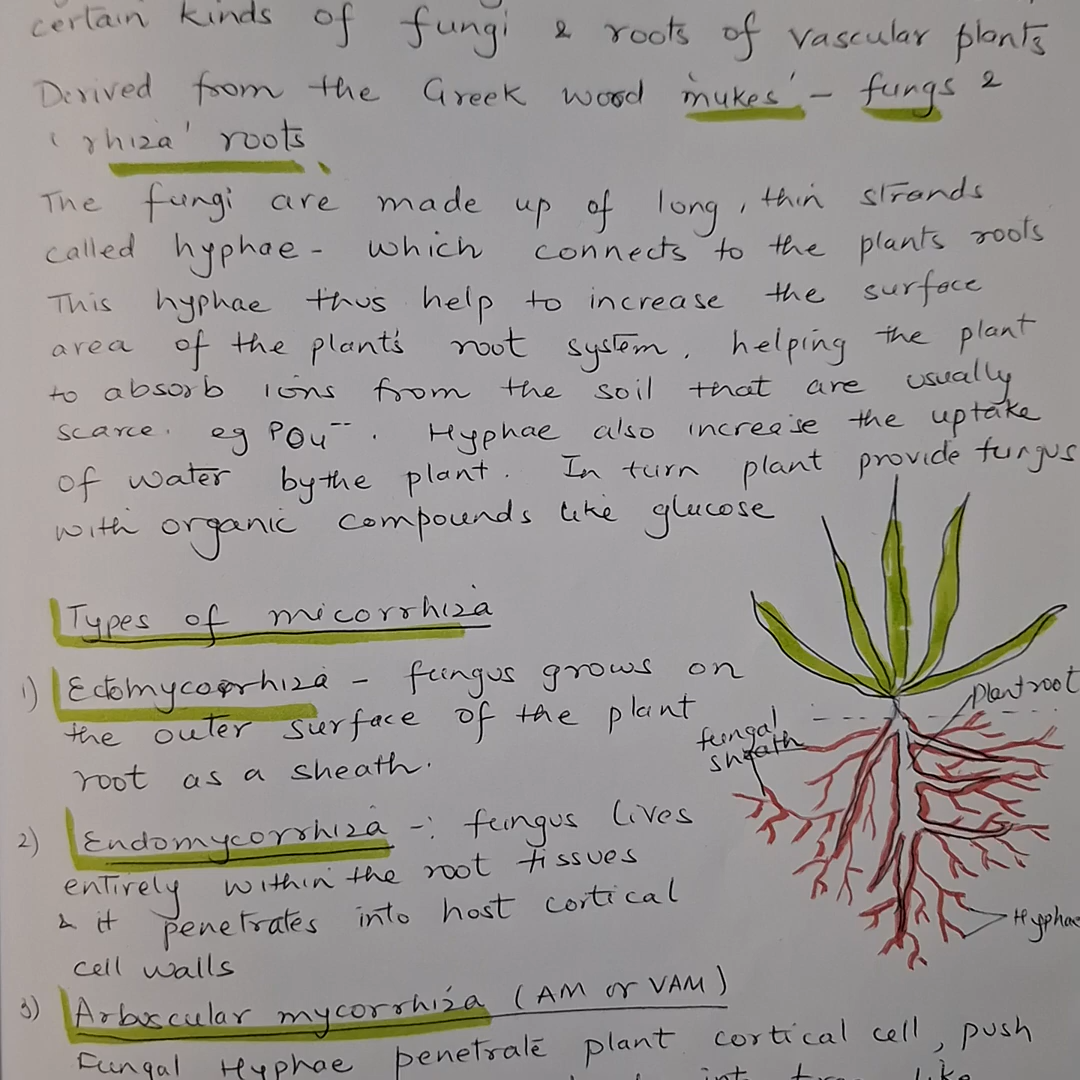 certain kinds of fungi & roots of vascular plants
Derived from the Greek word 'mukes' - fungs &
'rhiza' roots.
The fungi are made up of long, thin strands
called hyphae - which connects to the plants roots
This hyphae thus help to increase the surface
area of the plant's root system, helping the plant
to absorb ions from the soil that are usually
scarce. eg PO4--. Hyphae also increase the uptake
of water by the plant. In turn plant provide fungus
with organic compounds like glucose
Types of micorrhiza
1) Ectomycorrhiza - fungus grows on
the outer surface of the plant
root as a sheath.
fungal
sheath
Plant root
Hyphae
2) Endomycorrhiza -: fungus lives
entirely within the root tissues
& it penetrates into host cortical
cell walls
3) Arbuscular mycorrhiza (AM or VAM)
Fungal Hyphae penetrate plant cortical cell, push
into
like